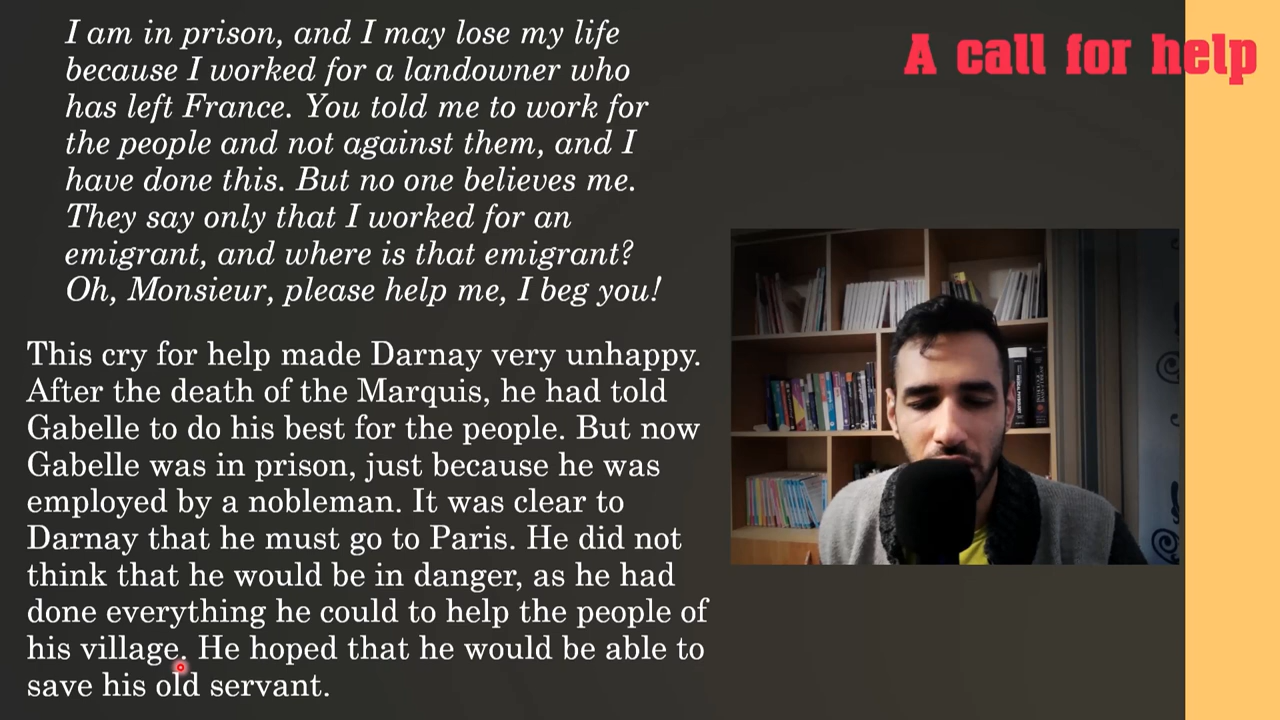 A call for help
I am in prison, and I may lose my life
because I worked for a landowner who
has left France. You told me to work for
the people and not against them, and I
have done this. But no one believes me.
They say only that I worked for an
emigrant, and where is that emigrant?
Oh, Monsieur, please help me, I beg you!
This cry for help made Darnay very unhappy.
After the death of the Marquis, he had told
Gabelle to do his best for the people. But now
Gabelle was in prison, just because he was
employed by a nobleman. It was clear to
Darnay that he must go to Paris. He did not
think that he would be in danger, as he had
done everything he could to help the people of
his village. He hoped that he would be able to
save his old servant.